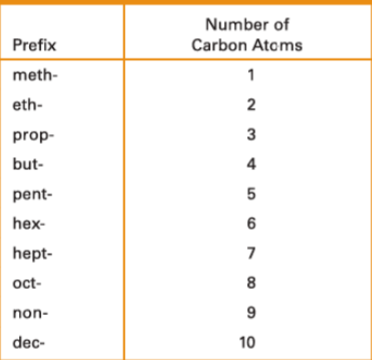 Number of
Prefix Carbon Atoms
meth- 1
eth- 2
prop- 3
but- 4
pent- 5
hex- 6
hept- 7
oct- 8
non- 9
dec- 10